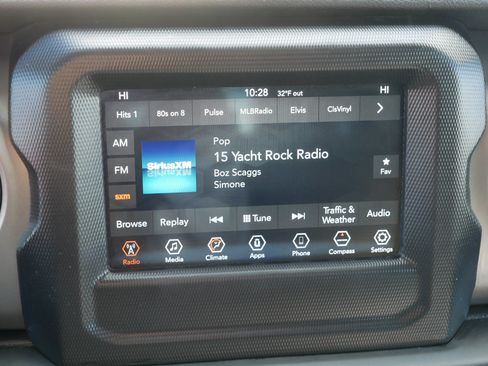 HI 10:28 32°F out HI
Hits 1 80s on 8 Pulse MLBRadio Elvis ClsVinyl
AM
FM
sxm
SiriusXM
Pop
15 Yacht Rock Radio
Boz Scaggs
Simone
Fav
Browse Replay Tune Traffic & Weather Audio
Radio Media Climate Apps Phone Compass Settings